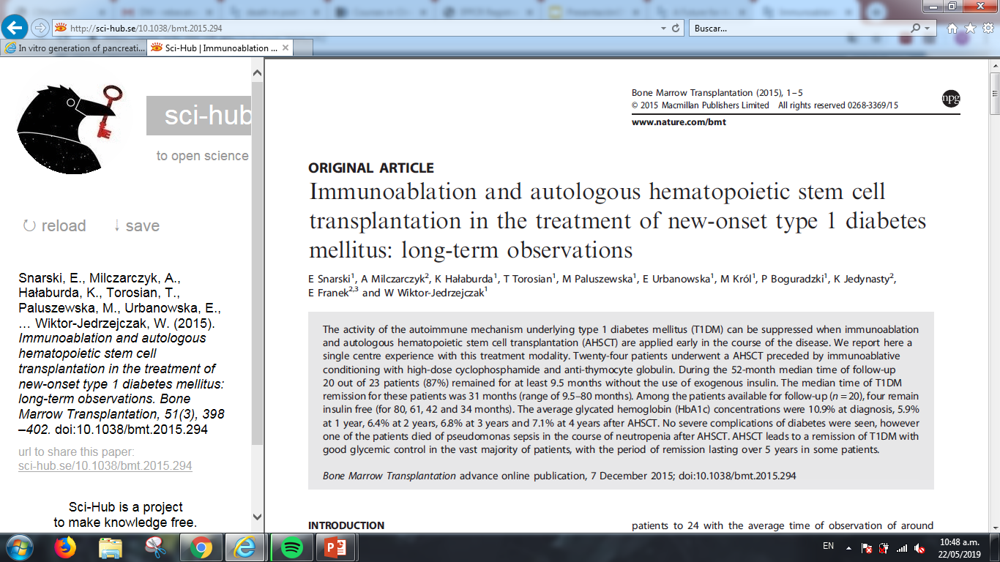 http://sci-hub.se/10.1038/bmt.2015.294
Buscar...
In vitro generation of pancreati...
Sci-Hub | Immunoablation ...
sci-hub
to open science
reload
save
Snarski, E., Milczarczyk, A.,
Hałaburda, K., Torosian, T.,
Paluszewska, M., Urbanowska, E.,
… Wiktor-Jedrzejczak, W. (2015).
Immunoablation and autologous
hematopoietic stem cell
transplantation in the treatment of
new-onset type 1 diabetes mellitus:
long-term observations. Bone
Marrow Transplantation, 51(3), 398
–402. doi:10.1038/bmt.2015.294
url to share this paper:
sci-hub.se/10.1038/bmt.2015.294
Sci-Hub is a project
to make knowledge free.
Bone Marrow Transplantation (2015), 1–5
© 2015 Macmillan Publishers Limited All rights reserved 0268-3369/15
npg
www.nature.com/bmt
ORIGINAL ARTICLE
Immunoablation and autologous hematopoietic stem cell
transplantation in the treatment of new-onset type 1 diabetes
mellitus: long-term observations
E Snarski1, A Milczarczyk2, K Hałaburda1, T Torosian1, M Paluszewska1, E Urbanowska1, M Król1, P Boguradzki1, K Jedynasty2,
E Franek2,3 and W Wiktor-Jedrzejczak1
The activity of the autoimmune mechanism underlying type 1 diabetes mellitus (T1DM) can be suppressed when immunoablation
and autologous hematopoietic stem cell transplantation (AHSCT) are applied early in the course of the disease. We report here a
single centre experience with this treatment modality. Twenty-four patients underwent a AHSCT preceded by immunoablative
conditioning with high-dose cyclophosphamide and anti-thymocyte globulin. During the 52-month median time of follow-up
20 out of 23 patients (87%) remained for at least 9.5 months without the use of exogenous insulin. The median time of T1DM
remission for these patients was 31 months (range of 9.5–80 months). Among the patients available for follow-up (n = 20), four remain
insulin free (for 80, 61, 42 and 34 months). The average glycated hemoglobin (HbA1c) concentrations were 10.9% at diagnosis, 5.9%
at 1 year, 6.4% at 2 years, 6.8% at 3 years and 7.1% at 4 years after AHSCT. No severe complications of diabetes were seen, however
one of the patients died of pseudomonas sepsis in the course of neutropenia after AHSCT. AHSCT leads to a remission of T1DM with
good glycemic control in the vast majority of patients, with the period of remission lasting over 5 years in some patients.
Bone Marrow Transplantation advance online publication, 7 December 2015; doi:10.1038/bmt.2015.294
INTRODUCTION
patients to 24 with the average time of observation of around
EN
10:48 a.m.
22/05/2019